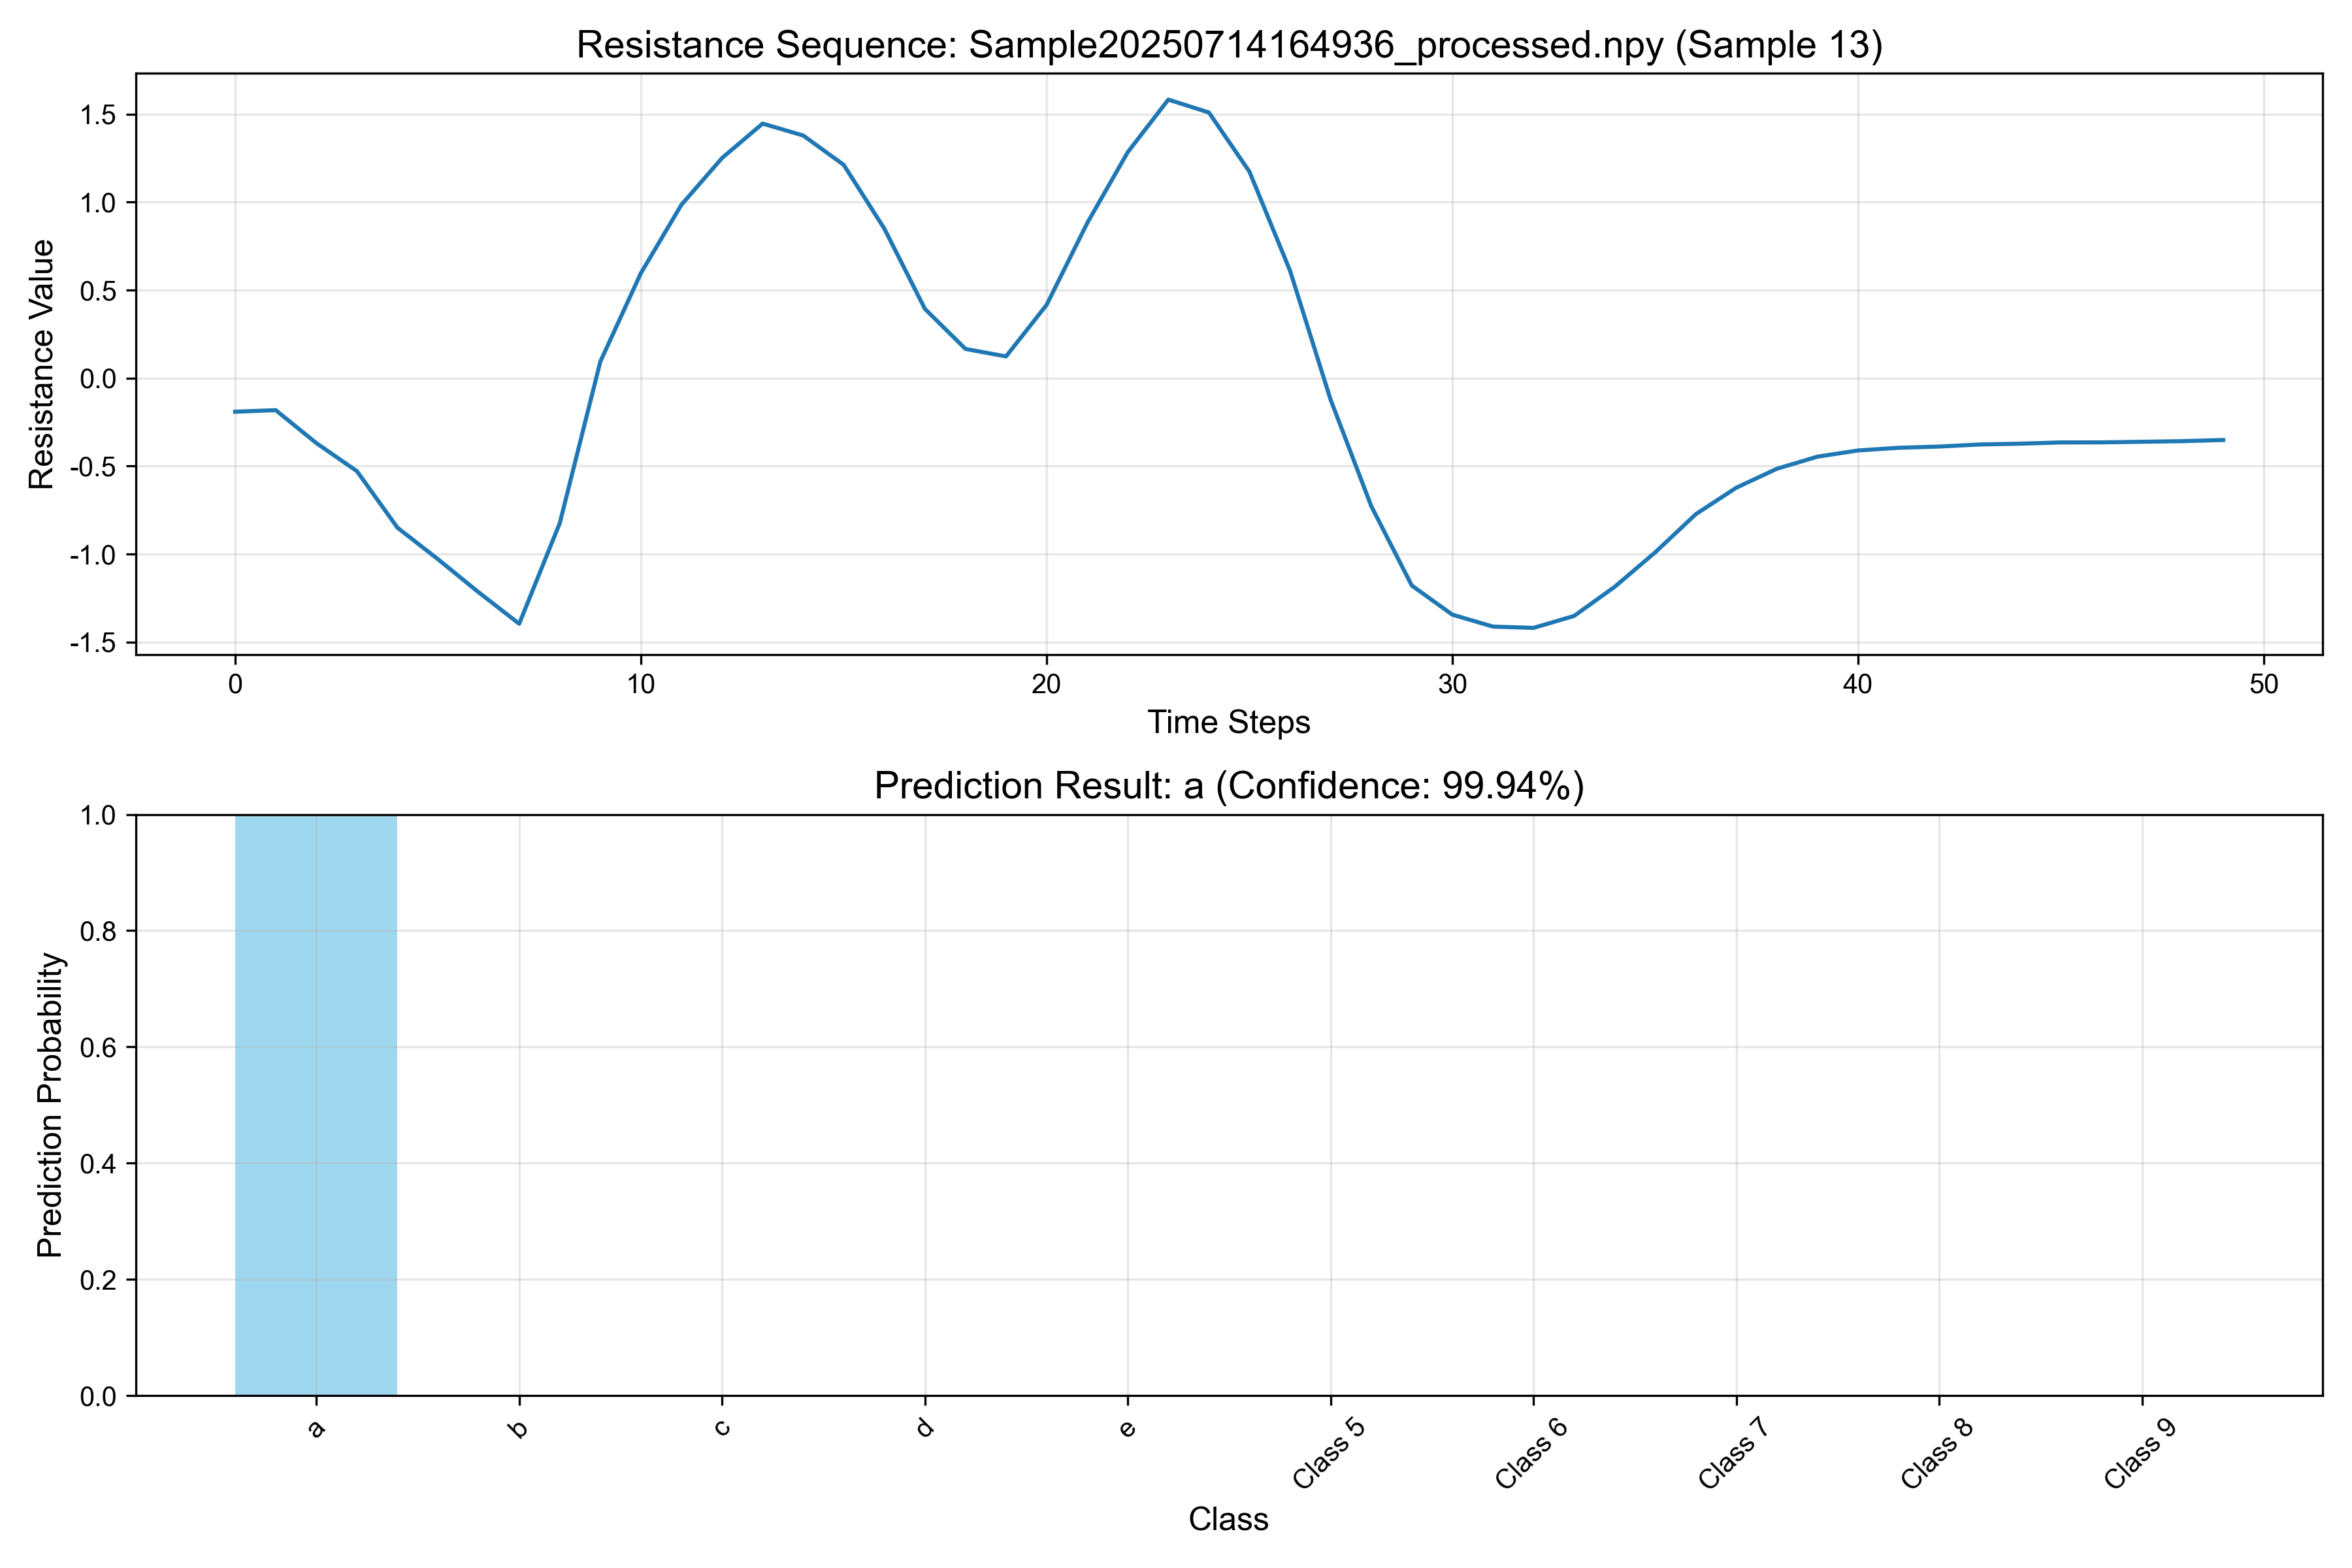 Resistance Sequence: Sample20250714164936_processed.npy (Sample 13)
Resistance Value
1.5
1.0
0.5
0.0
-0.5
-1.0
-1.5
0 10 20 30 40 50
Time Steps
Prediction Result: a (Confidence: 99.94%)
Prediction Probability
1.0
0.8
0.6
0.4
0.2
0.0
a b c d e Class 5 Class 6 Class 7 Class 8 Class 9
Class